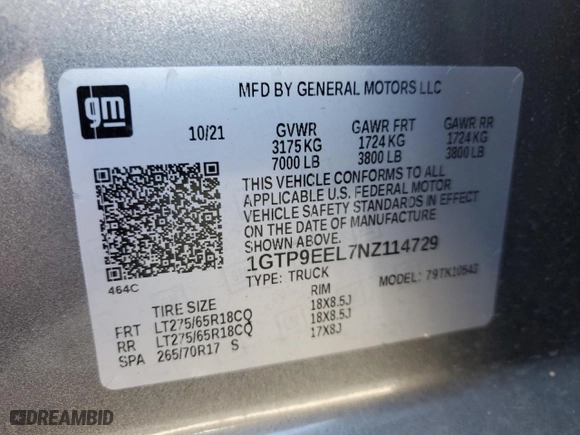 gm
MFD BY GENERAL MOTORS LLC
10/21 GVWR GAWR FRT GAWR RR
3175 KG 1724 KG 1724 KG
7000 LB 3800 LB 3800 LB
THIS VEHICLE CONFORMS TO ALL
APPLICABLE U.S. FEDERAL MOTOR
VEHICLE SAFETY STANDARDS IN EFFECT
ON THE DATE OF MANUFACTURE
SHOWN ABOVE.
464C
1GTP9EEL7NZ114729
TYPE: TRUCK MODEL: 79TK10543
TIRE SIZE RIM
FRT LT275/65R18CQ 18X8.5J
RR LT275/65R18CQ 18X8.5J
SPA 265/70R17 S 17X8J
DREAMBID